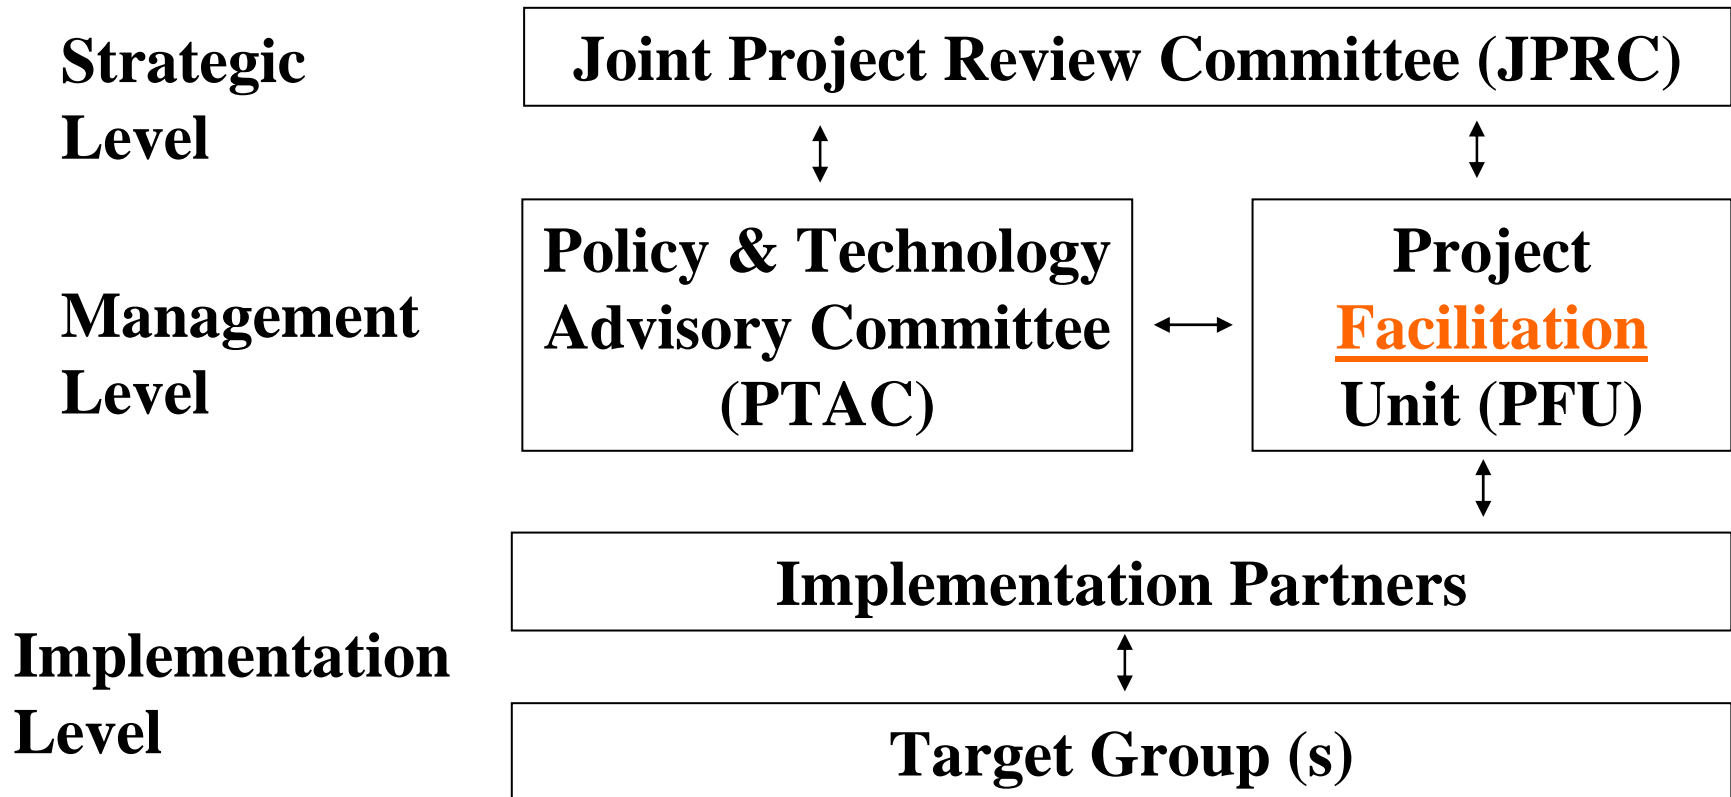 Strategic
Level
Joint Project Review Committee (JPRC)
Management
Level
Policy & Technology
Advisory Committee
(PTAC)
Project
Facilitation
Unit (PFU)
Implementation
Level
Implementation Partners
Target Group (s)